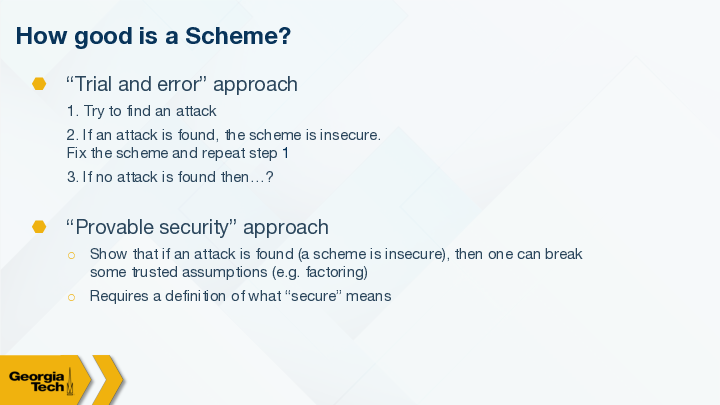 How good is a Scheme?
“Trial and error” approach
1. Try to find an attack
2. If an attack is found, the scheme is insecure.
Fix the scheme and repeat step 1
3. If no attack is found then…?
“Provable security” approach
Show that if an attack is found (a scheme is insecure), then one can break
some trusted assumptions (e.g. factoring)
Requires a definition of what “secure” means
Georgia
Tech